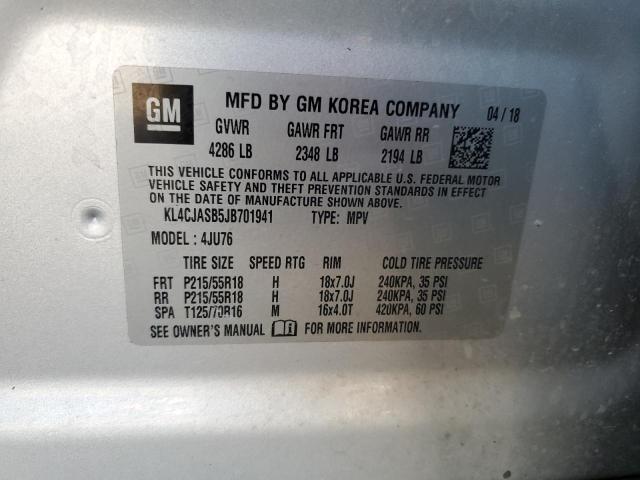 GM
MFD BY GM KOREA COMPANY 04 / 18
GVWR GAWR FRT GAWR RR
4286 LB 2348 LB 2194 LB
THIS VEHICLE CONFORMS TO ALL APPLICABLE U.S. FEDERAL MOTOR
VEHICLE SAFETY AND THEFT PREVENTION STANDARDS IN EFFECT
ON THE DATE OF MANUFACTURE SHOWN ABOVE.
KL4CJASB5JB701941 TYPE: MPV
MODEL : 4JU76
TIRE SIZE SPEED RTG RIM COLD TIRE PRESSURE
FRT P215/55R18 H 18x7.0J 240KPA, 35 PSI
RR P215/55R18 H 18x7.0J 240KPA, 35 PSI
SPA T125/70R16 M 16x4.0T 420KPA, 60 PSI
SEE OWNER'S MANUAL FOR MORE INFORMATION.